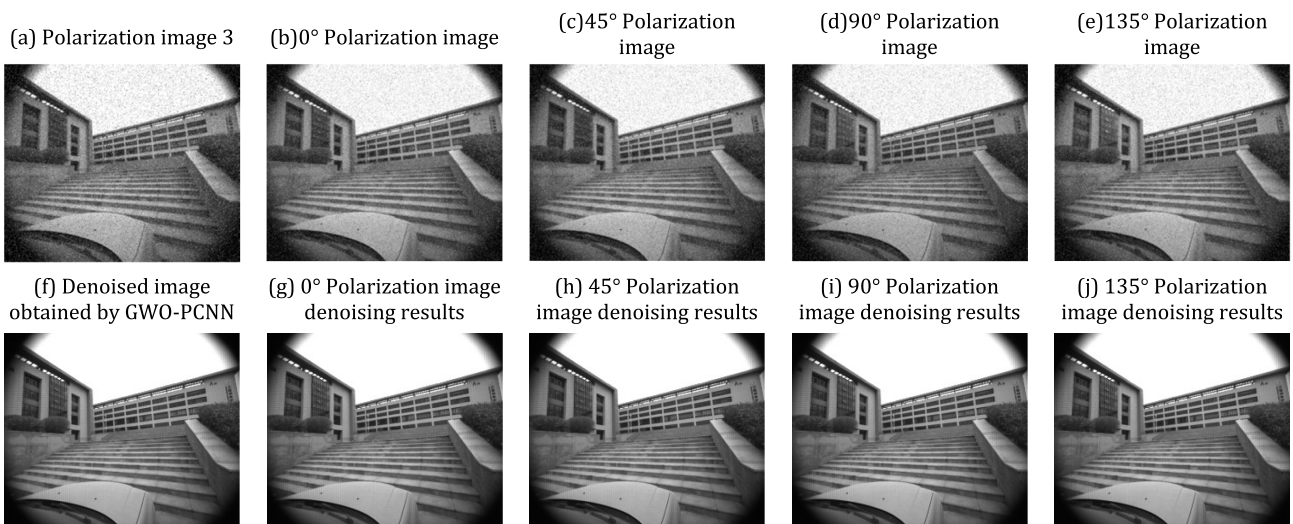 (a) Polarization image 3
(b)0° Polarization image
(c)45° Polarization
image
(d)90° Polarization
image
(e)135° Polarization
image
(f) Denoised image
obtained by GWO-PCNN
(g) 0° Polarization image
denoising results
(h) 45° Polarization
image denoising results
(i) 90° Polarization
image denoising results
(j) 135° Polarization
image denoising results